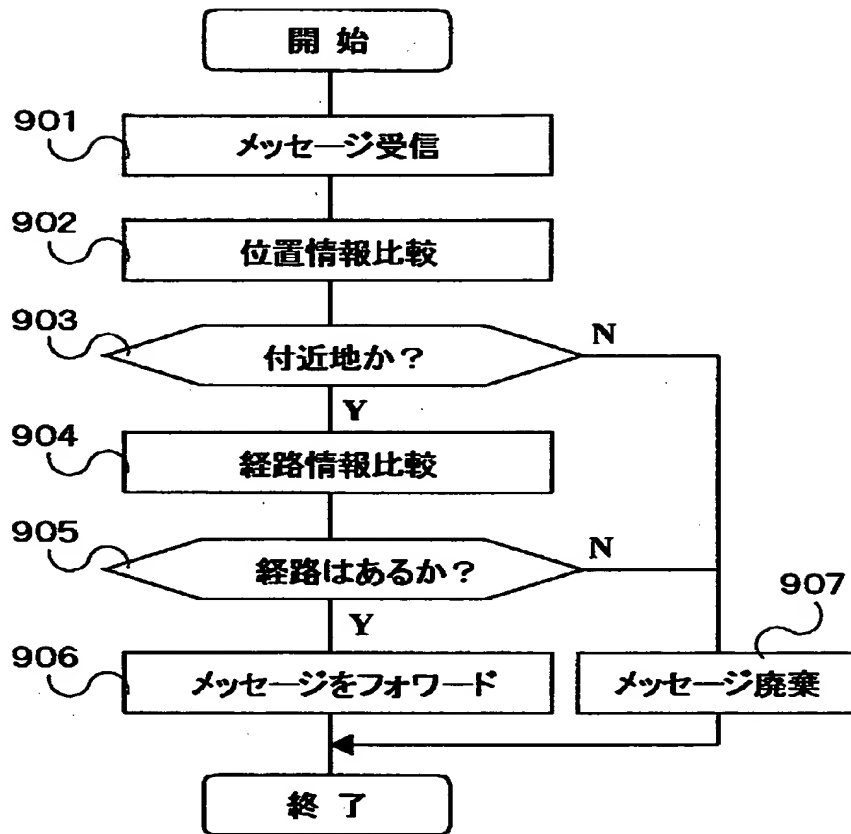 開 始
901
メッセージ受信
902
位置情報比較
903
付近地か？
N
Y
904
経路情報比較
905
経路はあるか？
N
Y
907
906
メッセージをフォワード
メッセージ廃棄
終 了